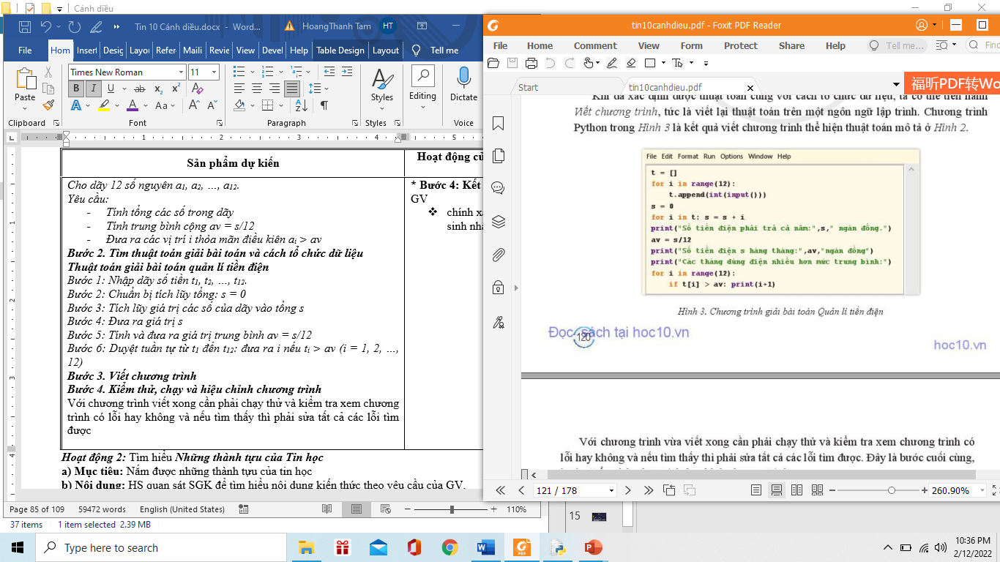 Cánh diều
Tin 10 Cánh diều.docx - Word...
HoangThanh Tam
HT
File Hom Insert Desig Layou Refer Maili Revie View Devel Help Table Design Layout Tell me
Times New Roman 11
Paste
Styles
Editing
Dictate
Clipboard Font Paragraph Styles Voice
Sản phẩm dự kiến
Hoạt động củ
Cho dãy 12 số nguyên a1, a2, …, a12.
Yêu cầu:
- Tính tổng các số trong dãy
- Tính trung bình cộng av = s/12
- Đưa ra các vị trí i thỏa mãn điều kiên ai > av
Bước 2. Tìm thuật toán giải bài toán và cách tổ chức dữ liệu
Thuật toán giải bài toán quản lí tiền điện
Bước 1: Nhập dãy số tiền t1, t2, …, t12.
Bước 2: Chuẩn bị tích lũy tổng: s = 0
Bước 3: Tích lũy giá trị các số của dãy vào tổng s
Bước 4: Đưa ra giá trị s
Bước 5: Tính và đưa ra giá trị trung bình av = s/12
Bước 6: Duyệt tuần tự từ t1 đến t12: đưa ra i nếu ti > av (i = 1, 2, …,
12)
Bước 3. Viết chương trình
Bước 4. Kiểm thử, chạy và hiệu chỉnh chương trình
Với chương trình viết xong cần phải chạy thử và kiểm tra xem chương
trình có lỗi hay không và nếu tìm thấy thì phải sửa tất cả các lỗi tìm
được
* Bước 4: Kết
GV
❖ chính x
sinh nh
Hoạt động 2: Tìm hiểu Những thành tựu của Tin học
a) Mục tiêu: Nắm được những thành tựu của tin học
b) Nội dung: HS quan sát SGK để tìm hiểu nội dung kiến thức theo yêu cầu của GV.
Page 85 of 109 59472 words English (United States) 110%
37 items 1 item selected 2.39 MB
tin10canhdieu.pdf - Foxit PDF Reader
File Home Comment View Form Protect Share Help Tell me... Find
Start tin10canhdieu.pdf
福昕PDF转Wo
Khi đã xác định được thuật toán cùng với cách tổ chức dữ liệu, ta có thể tiến hành
Viết chương trình, tức là viết lại thuật toán trên một ngôn ngữ lập trình. Chương trình
Python trong Hình 3 là kết quả viết chương trình thể hiện thuật toán mô tả ở Hình 2.
File Edit Format Run Options Window Help
t = []
for i in range(12):
t.append(int(input()))
s = 0
for i in t: s = s + i
print("Số tiền điện phải trả cả năm:",s," ngàn đồng.")
av = s/12
print("Số tiền điện s hàng tháng:",av,"ngàn đồng")
print("Các tháng dùng điện nhiều hơn mức trung bình:")
for i in range(12):
if t[i] > av: print(i+1)
Hình 3. Chương trình giải bài toán Quản lí tiền điện
Đọc sách tại hoc10.vn
120
hoc10.vn
Với chương trình vừa viết xong cần phải chạy thử và kiểm tra xem chương trình có
lỗi hay không và nếu tìm thấy thì phải sửa tất cả các lỗi tìm được. Đây là bước cuối cùng,
121 / 178 260.90%
15
Type here to search
10:36 PM
2/12/2022